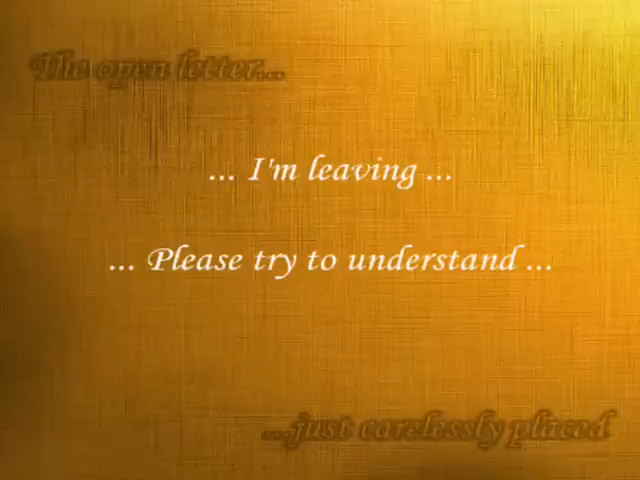 The open letter...
... I'm leaving ...
... Please try to understand ...
...just carelessly placed